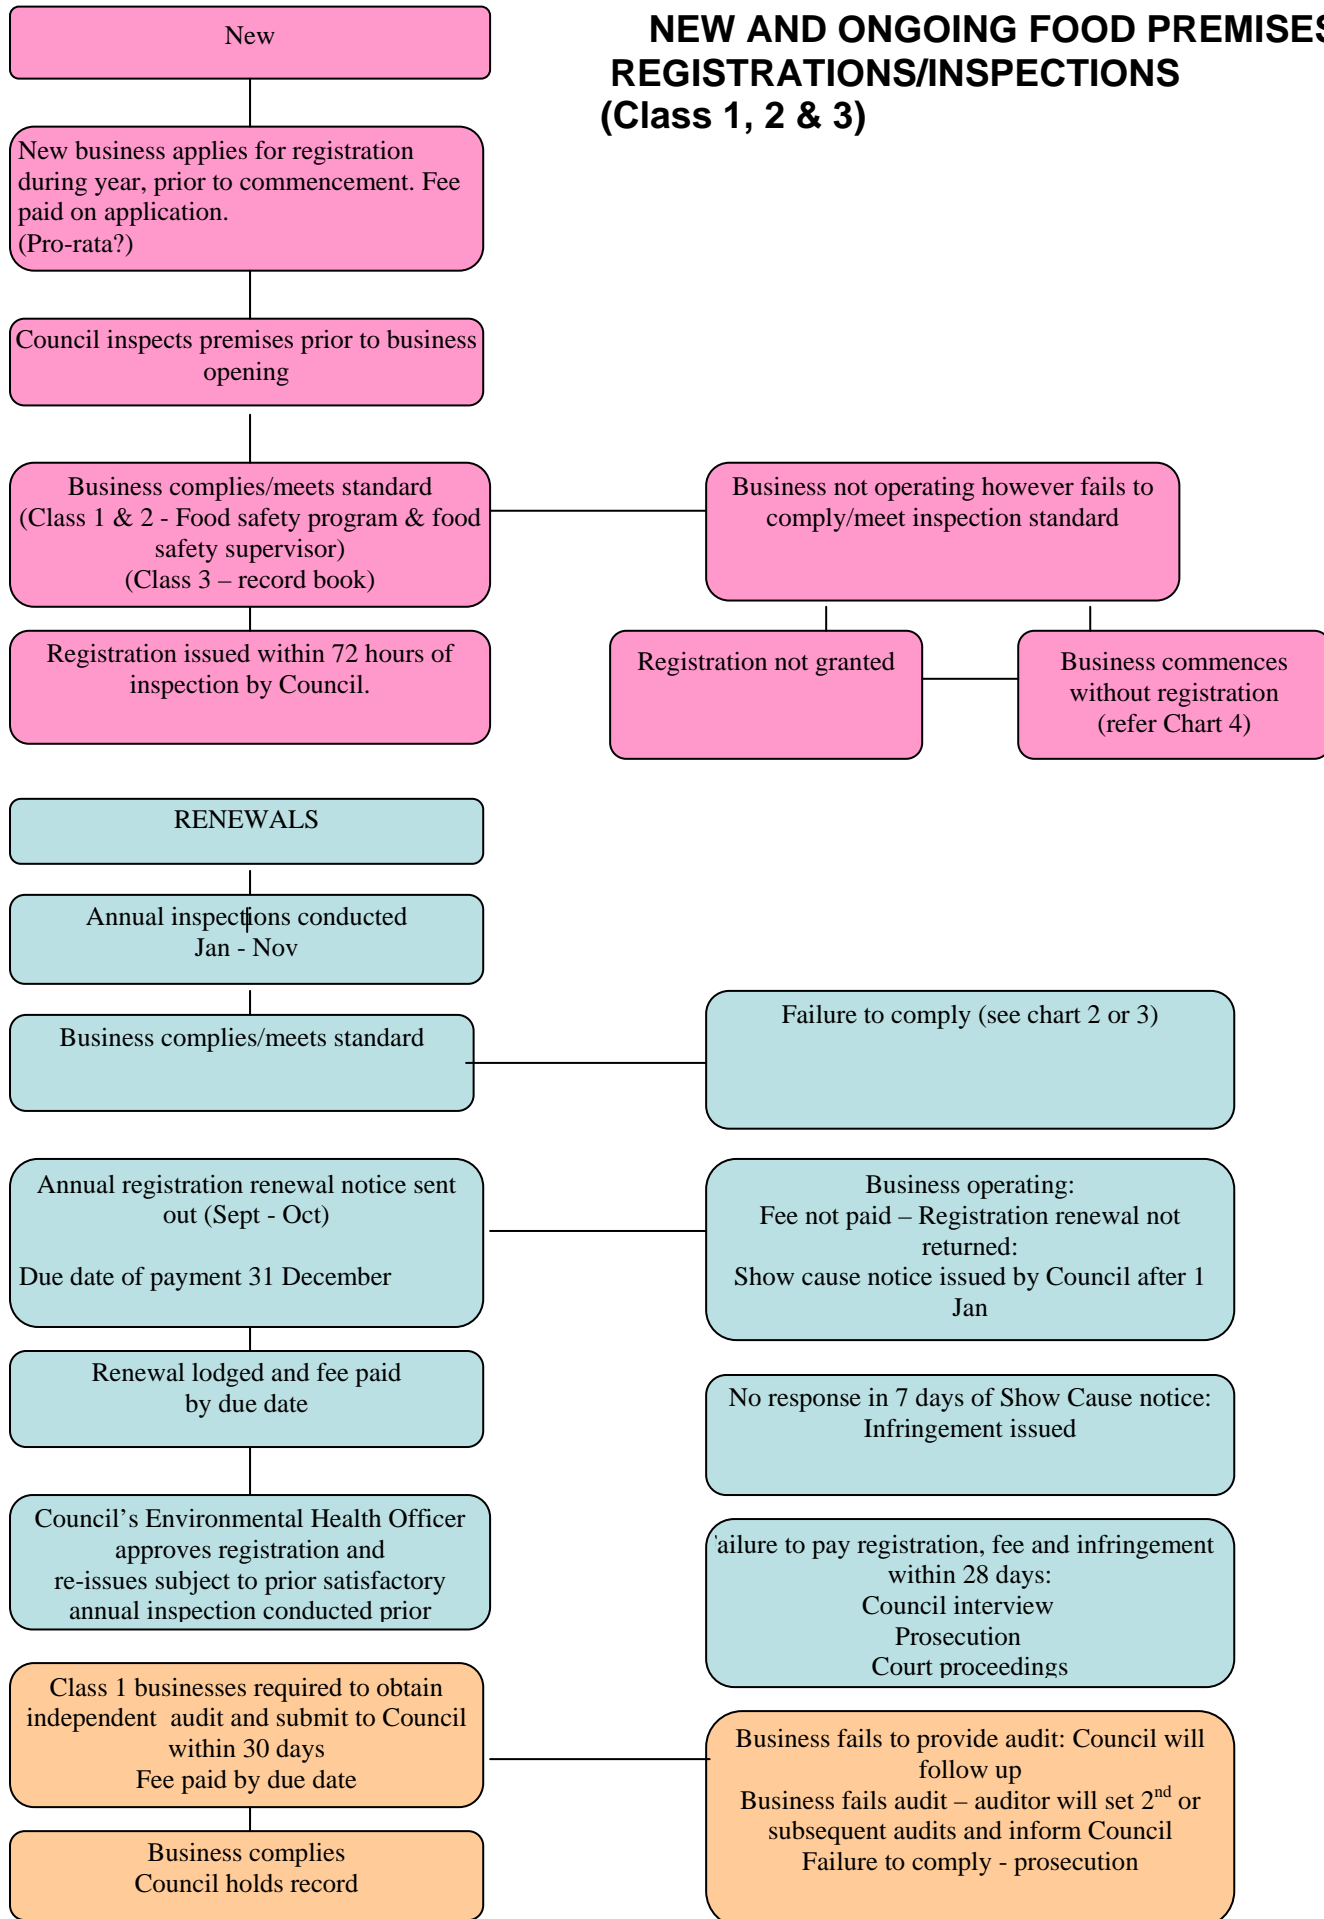 New
NEW AND ONGOING FOOD PREMISES
REGISTRATIONS/INSPECTIONS
(Class 1, 2 & 3)
New business applies for registration
during year, prior to commencement. Fee
paid on application.
(Pro-rata?)
Council inspects premises prior to business
opening
Business complies/meets standard
(Class 1 & 2 - Food safety program & food
safety supervisor)
(Class 3 – record book)
Business not operating however fails to
comply/meet inspection standard
Registration issued within 72 hours of
inspection by Council.
Registration not granted
Business commences
without registration
(refer Chart 4)
RENEWALS
Annual inspections conducted
Jan - Nov
Business complies/meets standard
Failure to comply (see chart 2 or 3)
Annual registration renewal notice sent
out (Sept - Oct)
Due date of payment 31 December
Business operating:
Fee not paid – Registration renewal not
returned:
Show cause notice issued by Council after 1
Jan
Renewal lodged and fee paid
by due date
No response in 7 days of Show Cause notice:
Infringement issued
Council’s Environmental Health Officer
approves registration and
re-issues subject to prior satisfactory
annual inspection conducted prior
ailure to pay registration, fee and infringement
within 28 days:
Council interview
Prosecution
Court proceedings
Class 1 businesses required to obtain
independent audit and submit to Council
within 30 days
Fee paid by due date
Business fails to provide audit: Council will
follow up
Business fails audit – auditor will set 2nd or
subsequent audits and inform Council
Failure to comply - prosecution
Business complies
Council holds record